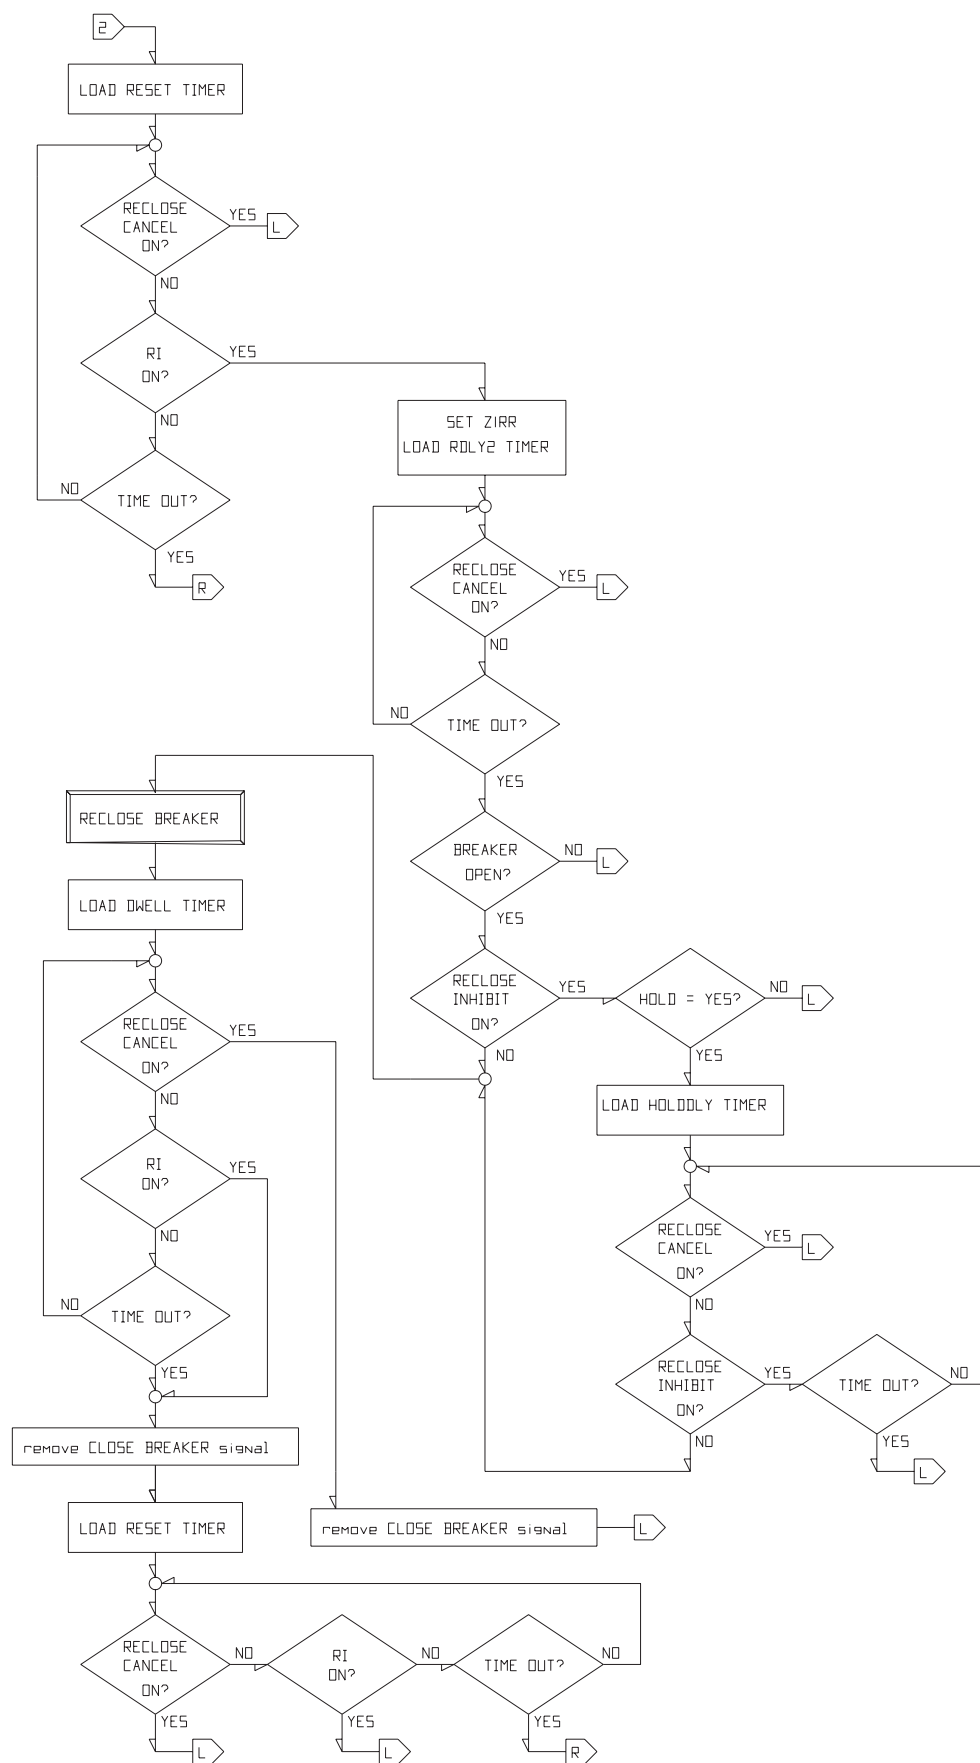 2
LOAD RESET TIMER
RECLOSE
CANCEL
ON?
YES
L
NO
RI
ON?
YES
NO
TIME OUT?
NO
YES
R
SET ZIRR
LOAD RDLY2 TIMER
RECLOSE
CANCEL
ON?
YES
L
NO
TIME OUT?
NO
YES
BREAKER
OPEN?
NO
L
YES
RECLOSE
INHIBIT
ON?
YES
NO
HOLD = YES?
NO
L
YES
LOAD HOLDDLY TIMER
RECLOSE
CANCEL
ON?
YES
L
NO
RECLOSE
INHIBIT
ON?
YES
NO
TIME OUT?
NO
YES
L
RECLOSE BREAKER
LOAD DWELL TIMER
RECLOSE
CANCEL
ON?
YES
NO
RI
ON?
YES
NO
TIME OUT?
NO
YES
remove CLOSE BREAKER signal
LOAD RESET TIMER
remove CLOSE BREAKER signal
L
RECLOSE
CANCEL
ON?
NO
YES
L
RI
ON?
NO
YES
L
TIME OUT?
NO
YES
R